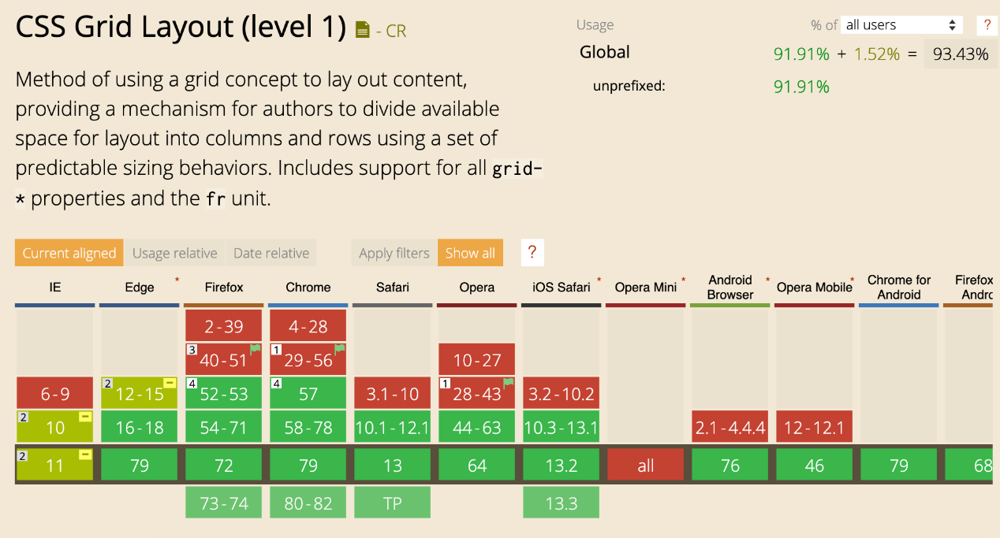 CSS Grid Layout (level 1) - CR
Usage % of all users ?
Global 91.91% + 1.52% = 93.43%
unprefixed: 91.91%
Method of using a grid concept to lay out content,
providing a mechanism for authors to divide available
space for layout into columns and rows using a set of
predictable sizing behaviors. Includes support for all grid-
* properties and the fr unit.
Current aligned Usage relative Date relative Apply filters Show all ?
IE Edge * Firefox Chrome Safari Opera iOS Safari * Opera Mini * Android Browser * Opera Mobile * Chrome for Android Firefox Andro
2-39 4-28
3 40-51 1 29-56 10-27
6-9 2 12-15 4 52-53 4 57 3.1-10 1 28-43 3.2-10.2
2 10 16-18 54-71 58-78 10.1-12.1 44-63 10.3-13.1 2.1-4.4.4 12-12.1
2 11 79 72 79 13 64 13.2 all 76 46 79 68
73-74 80-82 TP 13.3